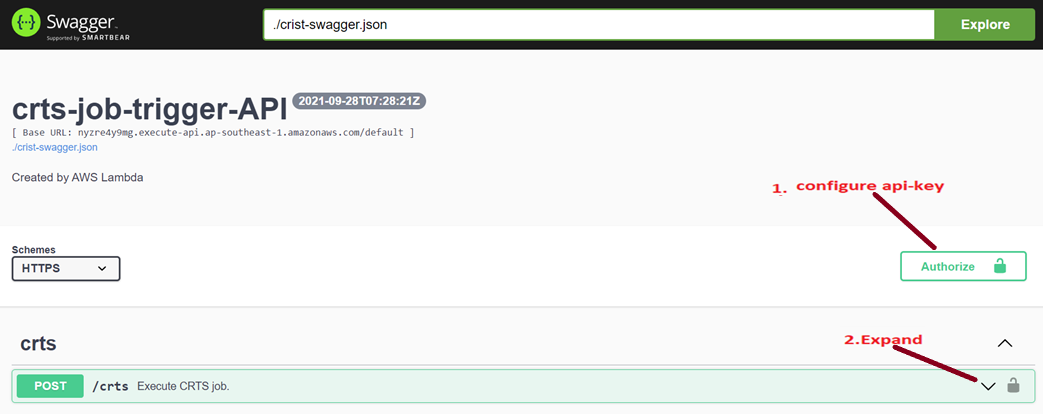 Swagger™
Supported by SMARTBEAR
./crist-swagger.json
Explore
crts-job-trigger-API 2021-09-28T07:28:21Z
[ Base URL: nyzre4y9mg.execute-api.ap-southeast-1.amazonaws.com/default ]
./crist-swagger.json
Created by AWS Lambda
1. configure api-key
Schemes
HTTPS
Authorize
crts
2.Expand
POST /crts Execute CRTS job.